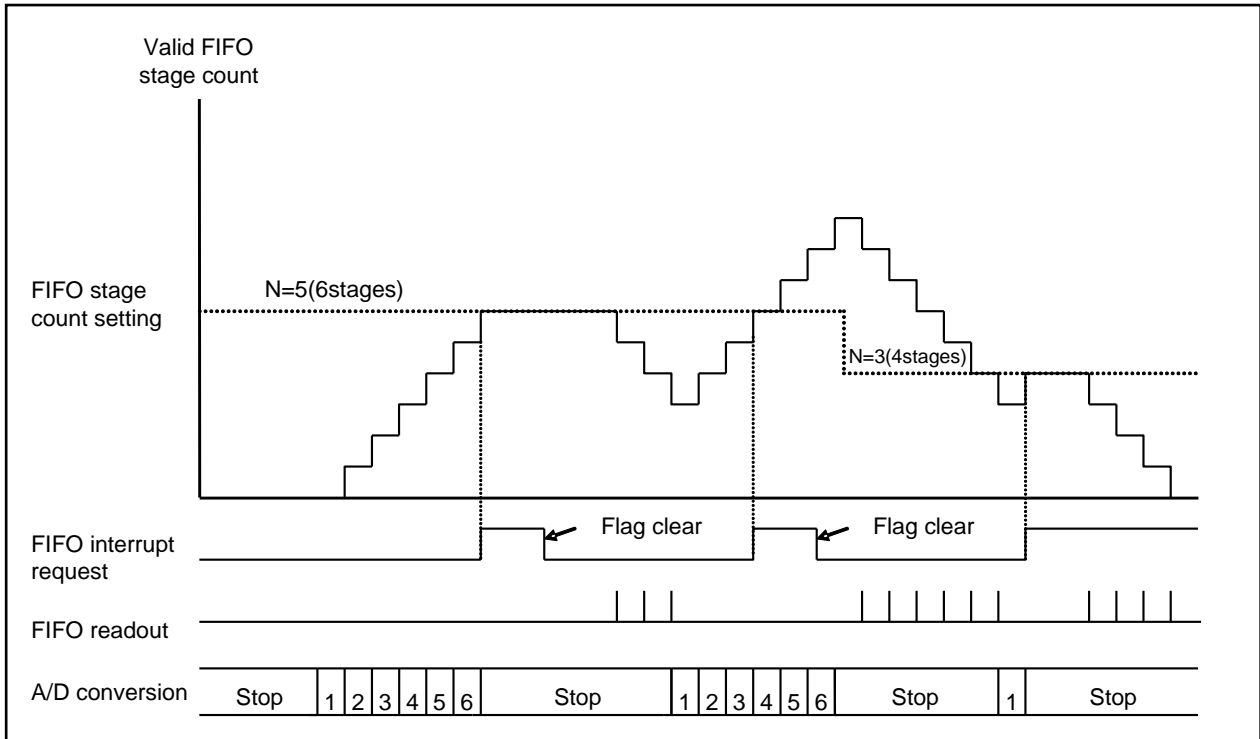 Valid FIFO
stage count
FIFO stage
count setting
N=5(6stages)
N=3(4stages)
FIFO interrupt
request
Flag clear
Flag clear
FIFO readout
A/D conversion
Stop 1 2 3 4 5 6 Stop 1 2 3 4 5 6 Stop 1 Stop